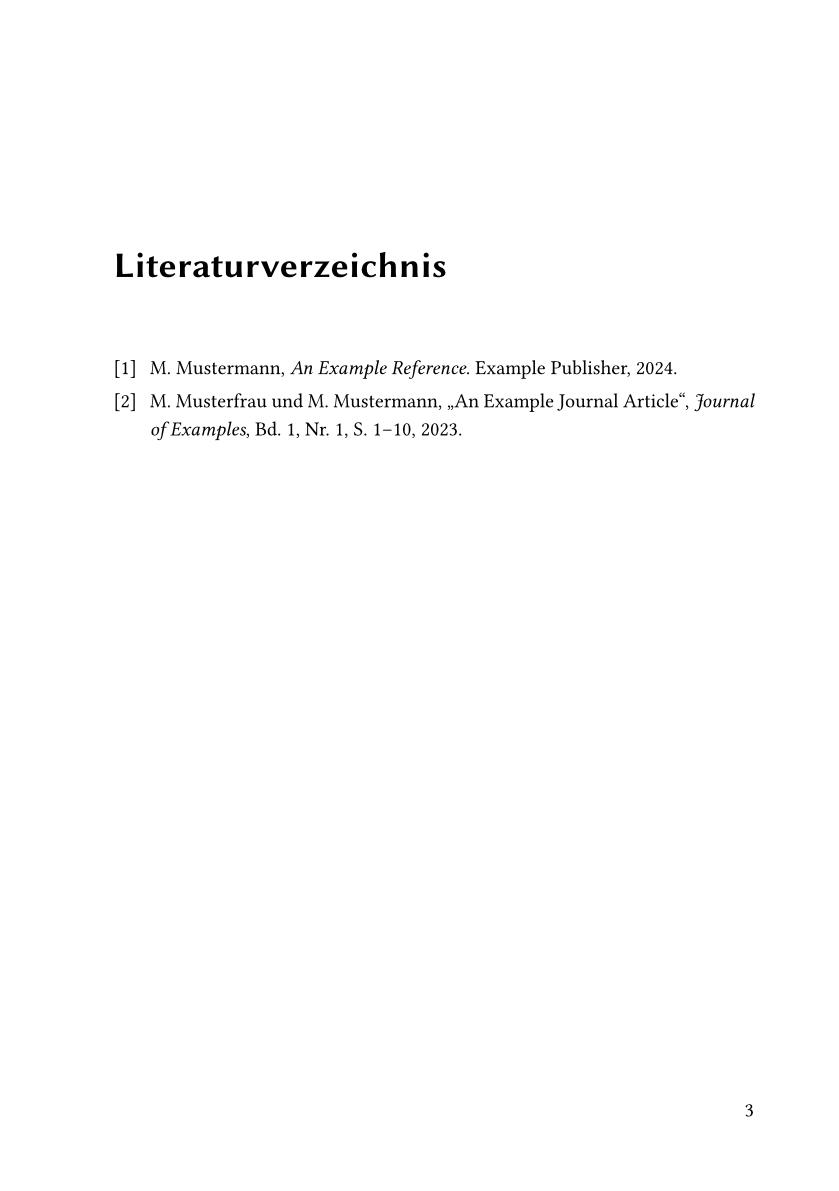 Literaturverzeichnis
[1] M. Mustermann, An Example Reference. Example Publisher, 2024.
[2] M. Musterfrau und M. Mustermann, „An Example Journal Article“, Journal
of Examples, Bd. 1, Nr. 1, S. 1–10, 2023.
3